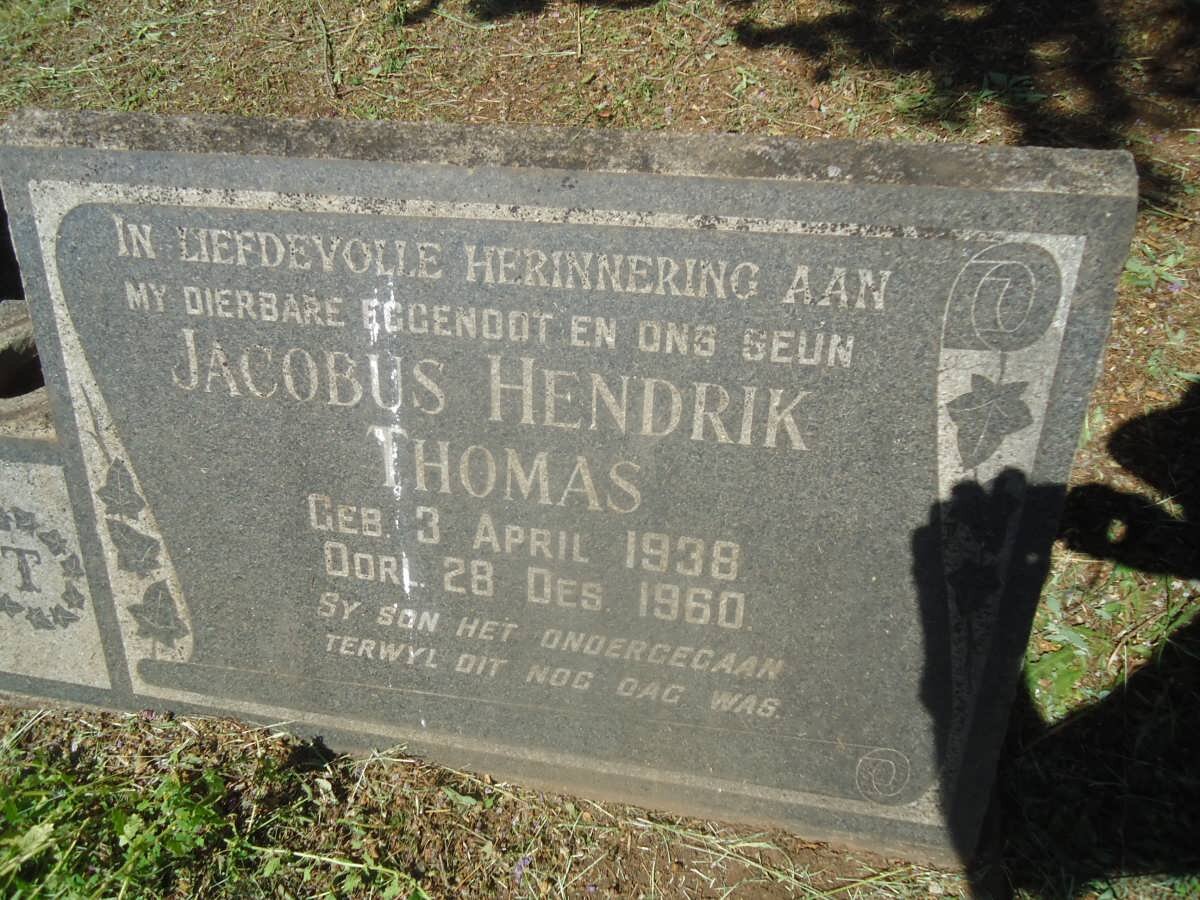 IN LIEFDEVOLLE HERINNERING AAN
MY DIERBARE EGGENOOT EN ONS SEUN
JACOBUS HENDRIK
THOMAS
GEB. 3 APRIL 1938.
OORL. 28 DES. 1960.
SY SON HET ONDERGEGAAN
TERWYL DIT NOG DAG WAS.
T